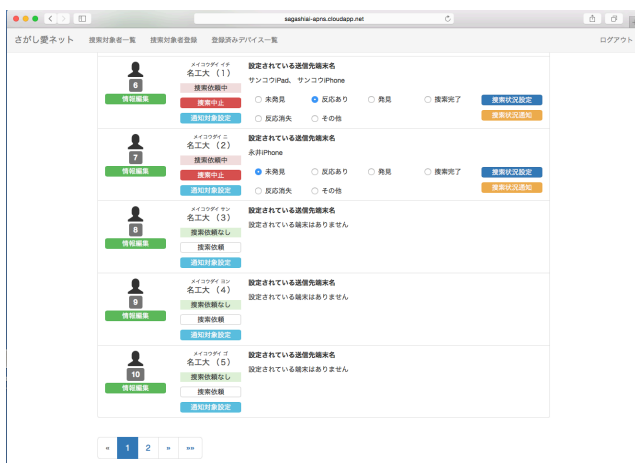 sagashiai-apns.cloudapp.net
さがし愛ネット 捜索対象者一覧 捜索対象者登録 登録済みデバイス一覧 ログアウト
メイコウダイ イチ
名工大 (1)
6
情報編集
捜索依頼中
捜索中止
通知対象設定
設定されている送信先端末名
サンコウiPad、 サンコウiPhone
未発見 反応あり 発見 捜索完了
反応消失 その他
捜索状況設定
捜索状況通知
メイコウダイ ニ
名工大 (2)
7
情報編集
捜索依頼中
捜索中止
通知対象設定
設定されている送信先端末名
永井iPhone
未発見 反応あり 発見 捜索完了
反応消失 その他
捜索状況設定
捜索状況通知
メイコウダイ サン
名工大 (3)
8
情報編集
捜索依頼なし
捜索依頼
通知対象設定
設定されている送信先端末名
設定されている端末はありません
メイコウダイ ヨン
名工大 (4)
9
情報編集
捜索依頼なし
捜索依頼
通知対象設定
設定されている送信先端末名
設定されている端末はありません
メイコウダイ ゴ
名工大 (5)
10
情報編集
捜索依頼なし
捜索依頼
通知対象設定
設定されている送信先端末名
設定されている端末はありません
« 1 2 » »»